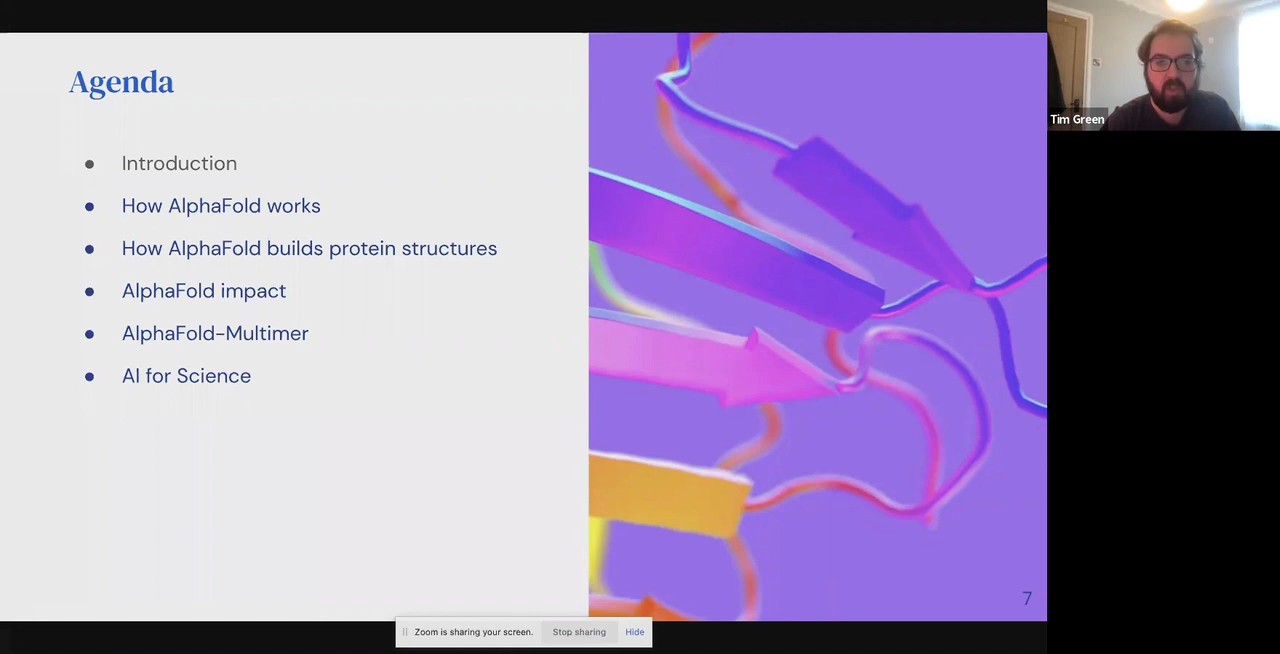 Agenda
Introduction
How AlphaFold works
How AlphaFold builds protein structures
AlphaFold impact
AlphaFold-Multimer
AI for Science
7
Zoom is sharing your screen. Stop sharing Hide
Tim Green